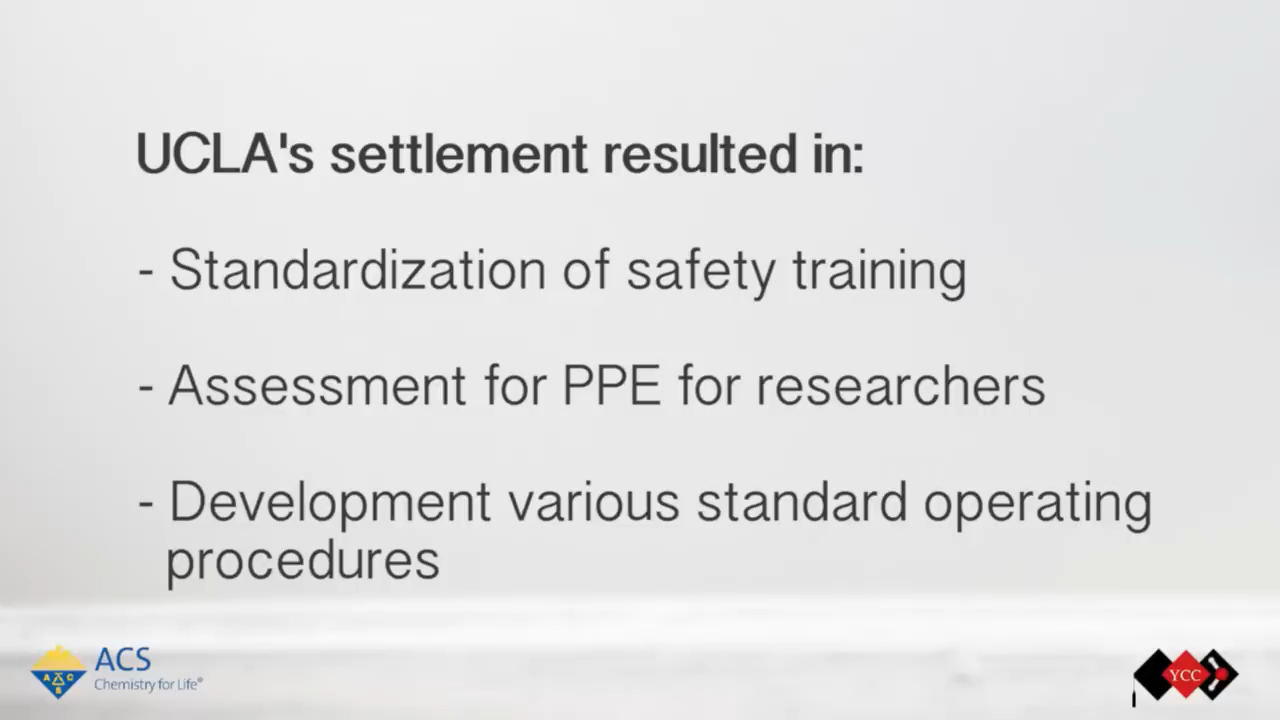 UCLA's settlement resulted in:
- Standardization of safety training
- Assessment for PPE for researchers
- Development various standard operating
procedures
ACS
Chemistry for Life®
A C S
YCC